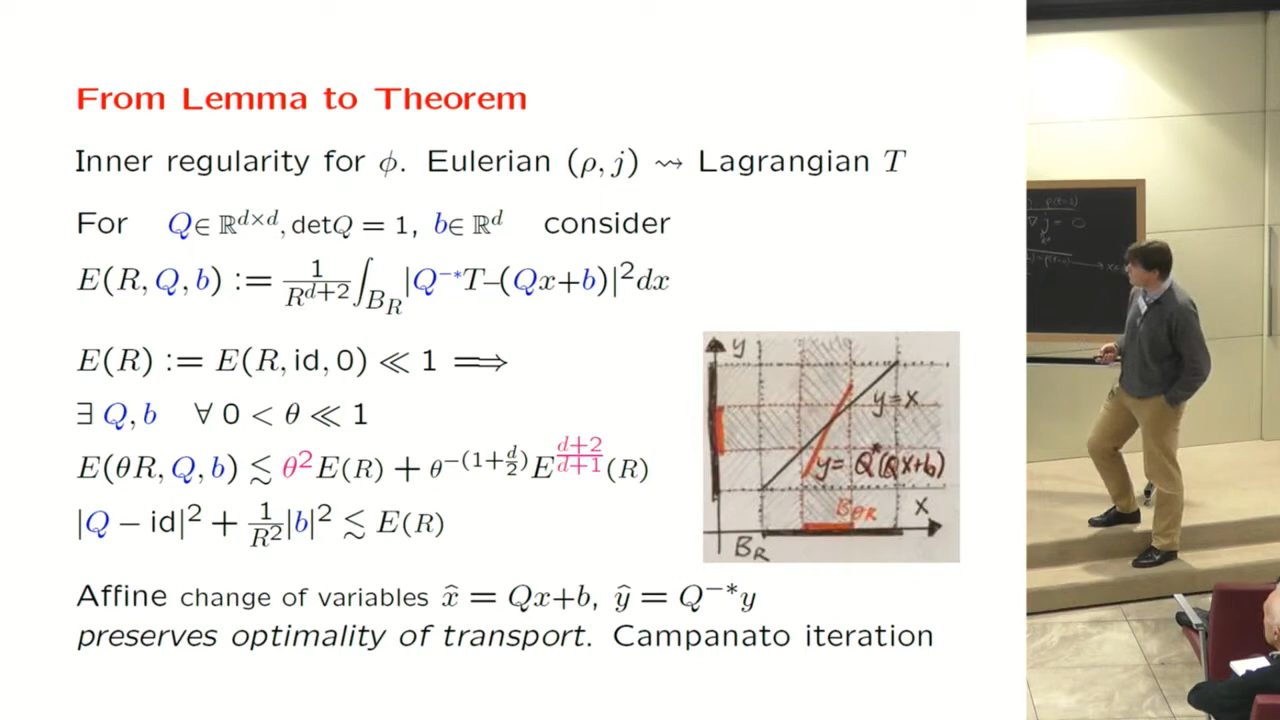 From Lemma to Theorem
Inner regularity for ϕ. Eulerian (ρ, j) ⇝ Lagrangian T
For Q∈ ℝ^{d×d}, detQ = 1, b∈ ℝ^d consider
E(R, Q, b) := \frac{1}{R^{d+2}} ∫_{B_R} |Q^{-*}T–(Qx+b)|^2 dx
E(R) := E(R, id, 0) ≪ 1 ⟹
∃ Q, b ∀ 0 < θ ≪ 1
E(θR, Q, b) ≲ θ^2 E(R) + θ^{-(1+\frac{d}{2})} E^{\frac{d+2}{d+1}}(R)
|Q − id|^2 + \frac{1}{R^2}|b|^2 ≲ E(R)
y
y=x
y= Q^*(Qx+b)
B_{θR}
x
B_R
Affine change of variables x̂ = Qx+b, ŷ = Q^{-*}y
preserves optimality of transport. Campanato iteration